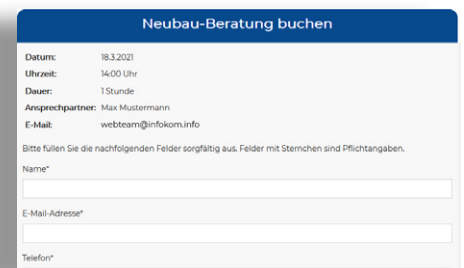 Neubau-Beratung buchen
Datum: 18.3.2021
Uhrzeit: 14:00 Uhr
Dauer: 1 Stunde
Ansprechpartner: Max Mustermann
E-Mail: webteam@infokom.info
Bitte füllen Sie die nachfolgenden Felder sorgfältig aus. Felder mit Sternchen sind Pflichtangaben.
Name*
E-Mail-Adresse*
Telefon*